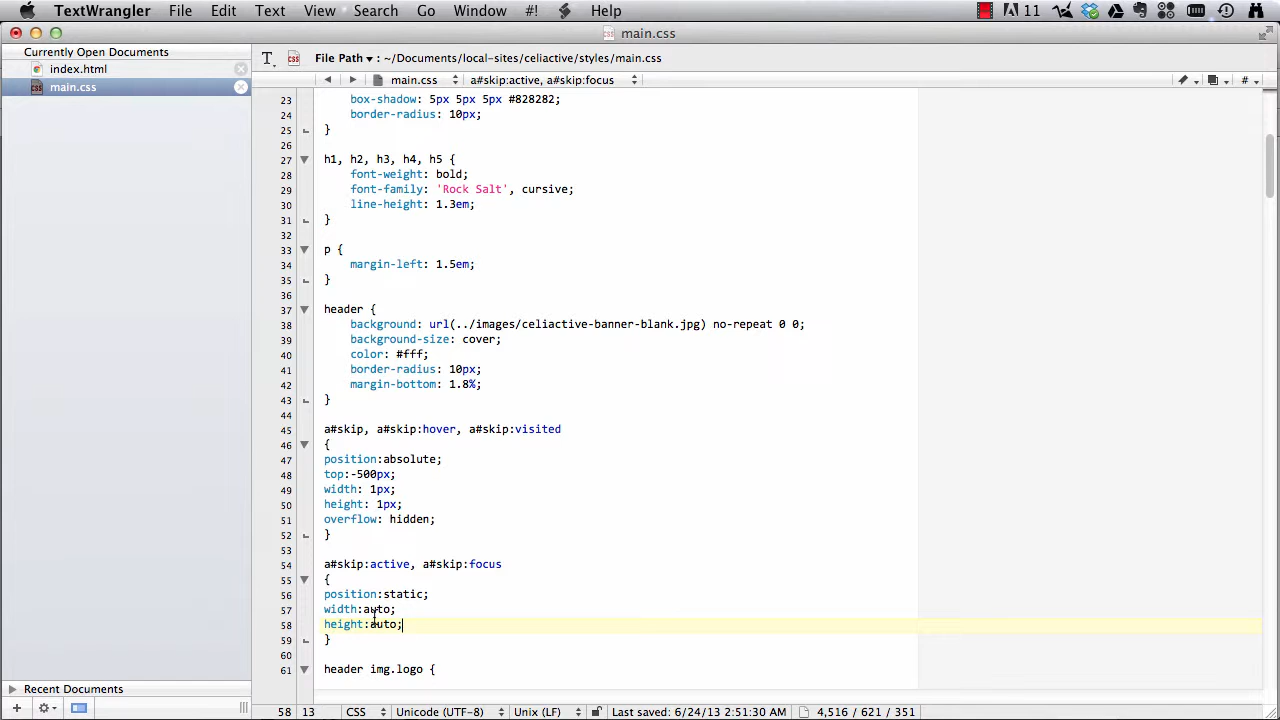 TextWrangler File Edit Text View Search Go Window #! Help 11
main.css
Currently Open Documents
index.html
main.css
File Path ▾ : ~/Documents/local-sites/celiactive/styles/main.css
main.css a#skip:active, a#skip:focus #
23 box-shadow: 5px 5px 5px #828282;
24 border-radius: 10px;
25 }
26
27 h1, h2, h3, h4, h5 {
28 font-weight: bold;
29 font-family: 'Rock Salt', cursive;
30 line-height: 1.3em;
31 }
32
33 p {
34 margin-left: 1.5em;
35 }
36
37 header {
38 background: url(../images/celiactive-banner-blank.jpg) no-repeat 0 0;
39 background-size: cover;
40 color: #fff;
41 border-radius: 10px;
42 margin-bottom: 1.8%;
43 }
44
45 a#skip, a#skip:hover, a#skip:visited
46 {
47 position:absolute;
48 top:-500px;
49 width: 1px;
50 height: 1px;
51 overflow: hidden;
52 }
53
54 a#skip:active, a#skip:focus
55 {
56 position:static;
57 width:auto;
58 height:auto;
59 }
60
61 header img.logo {
Recent Documents
58 13 CSS Unicode (UTF-8) Unix (LF) Last saved: 6/24/13 2:51:30 AM 4,516 / 621 / 351